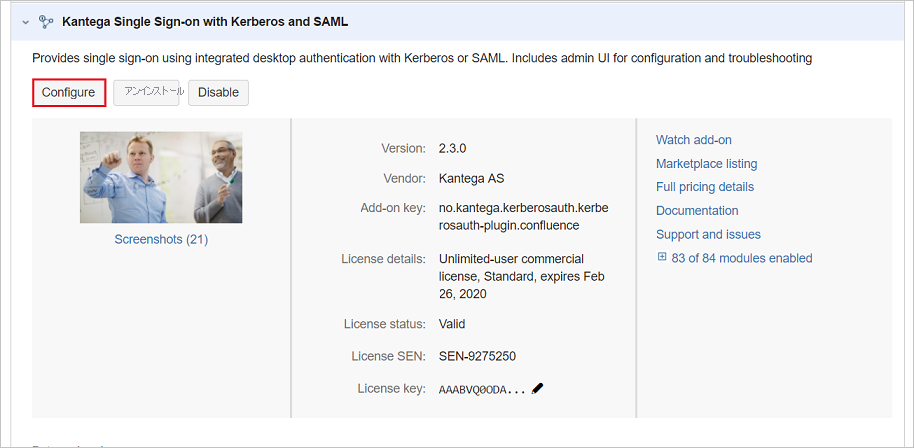 Kantega Single Sign-on with Kerberos and SAML
Provides single sign-on using integrated desktop authentication with Kerberos or SAML. Includes admin UI for configuration and troubleshooting
Configure アンインストール Disable
Screenshots (21)
Version: 2.3.0
Vendor: Kantega AS
Add-on key: no.kantega.kerberosauth.kerbe
rosauth-plugin.confluence
License details: Unlimited-user commercial
license, Standard, expires Feb
26, 2020
License status: Valid
License SEN: SEN-9275250
License key: AAABVQ0ODA...
Watch add-on
Marketplace listing
Full pricing details
Documentation
Support and issues
83 of 84 modules enabled